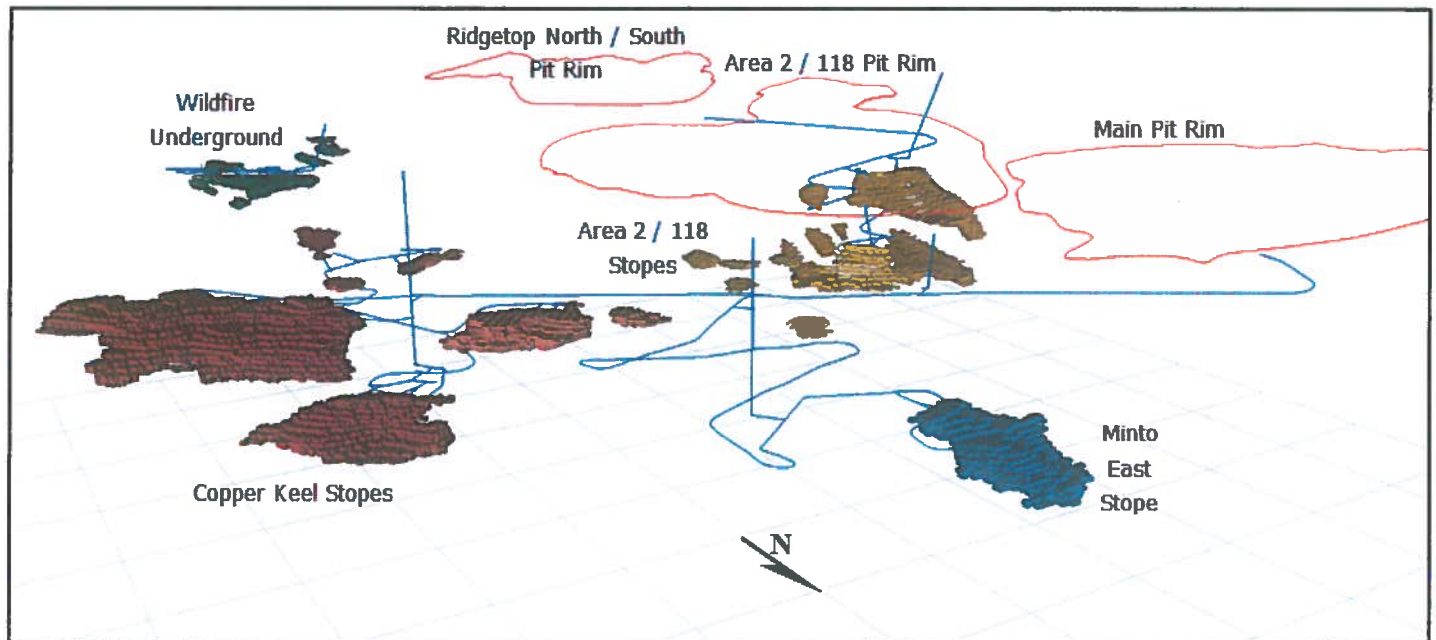 Ridgetop North / South
Pit Rim
Area 2 / 118 Pit Rim
Wildfire
Underground
Main Pit Rim
Area 2 / 118
Stopes
Copper Keel Stopes
Minto
East
Stope
N